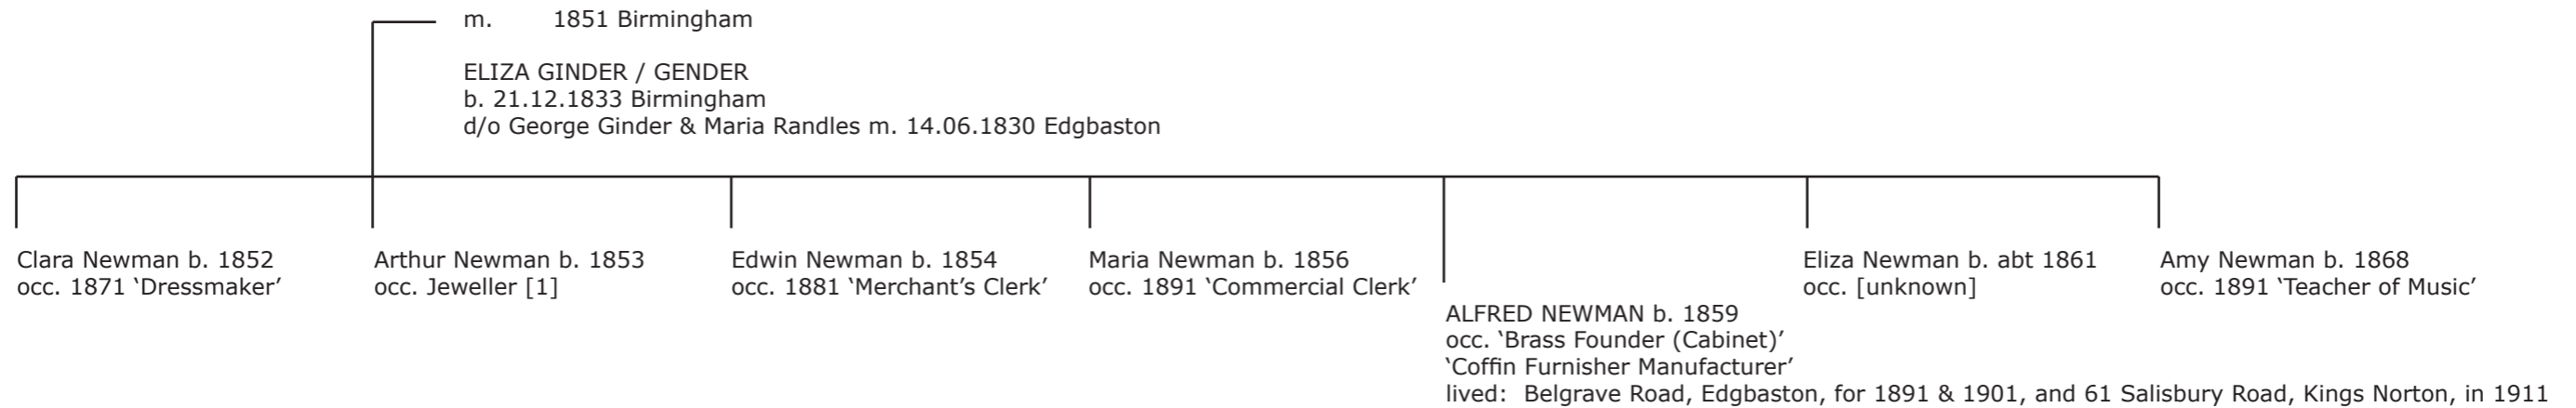 m. 1851 Birmingham
ELIZA GINDER / GENDER
b. 21.12.1833 Birmingham
d/o George Ginder & Maria Randles m. 14.06.1830 Edgbaston
Clara Newman b. 1852
occ. 1871 ‘Dressmaker’
Arthur Newman b. 1853
occ. Jeweller [1]
Edwin Newman b. 1854
occ. 1881 ‘Merchant’s Clerk’
Maria Newman b. 1856
occ. 1891 ‘Commercial Clerk’
ALFRED NEWMAN b. 1859
occ. ‘Brass Founder (Cabinet)’
‘Coffin Furnisher Manufacturer’
lived: Belgrave Road, Edgbaston, for 1891 & 1901, and 61 Salisbury Road, Kings Norton, in 1911
Eliza Newman b. abt 1861
occ. [unknown]
Amy Newman b. 1868
occ. 1891 ‘Teacher of Music’